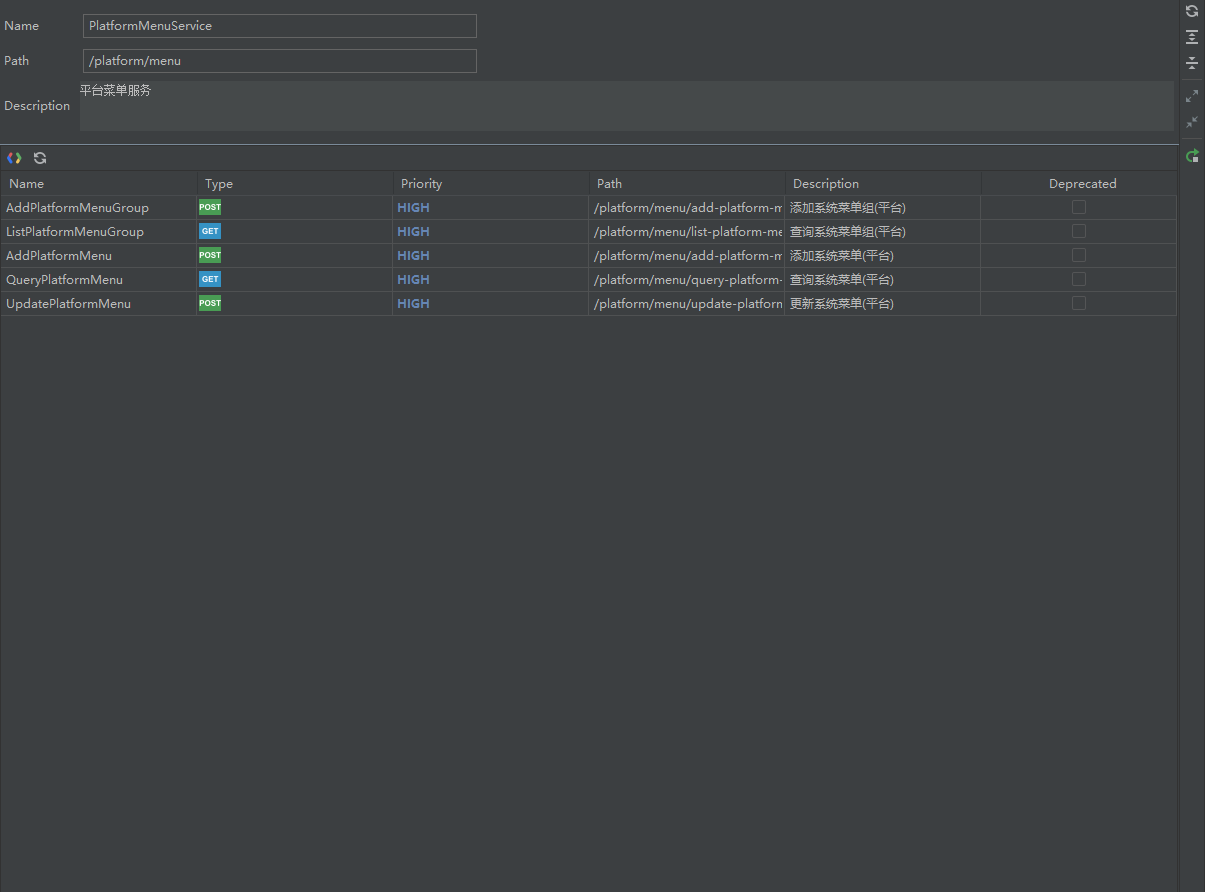 Name PlatformMenuService
Path /platform/menu
Description 平台菜单服务
Name Type Priority Path Description Deprecated
AddPlatformMenuGroup POST HIGH /platform/menu/add-platform-m 添加系统菜单组(平台)
ListPlatformMenuGroup GET HIGH /platform/menu/list-platform-me 查询系统菜单组(平台)
AddPlatformMenu POST HIGH /platform/menu/add-platform-m 添加系统菜单(平台)
QueryPlatformMenu GET HIGH /platform/menu/query-platform- 查询系统菜单(平台)
UpdatePlatformMenu POST HIGH /platform/menu/update-platforn 更新系统菜单(平台)